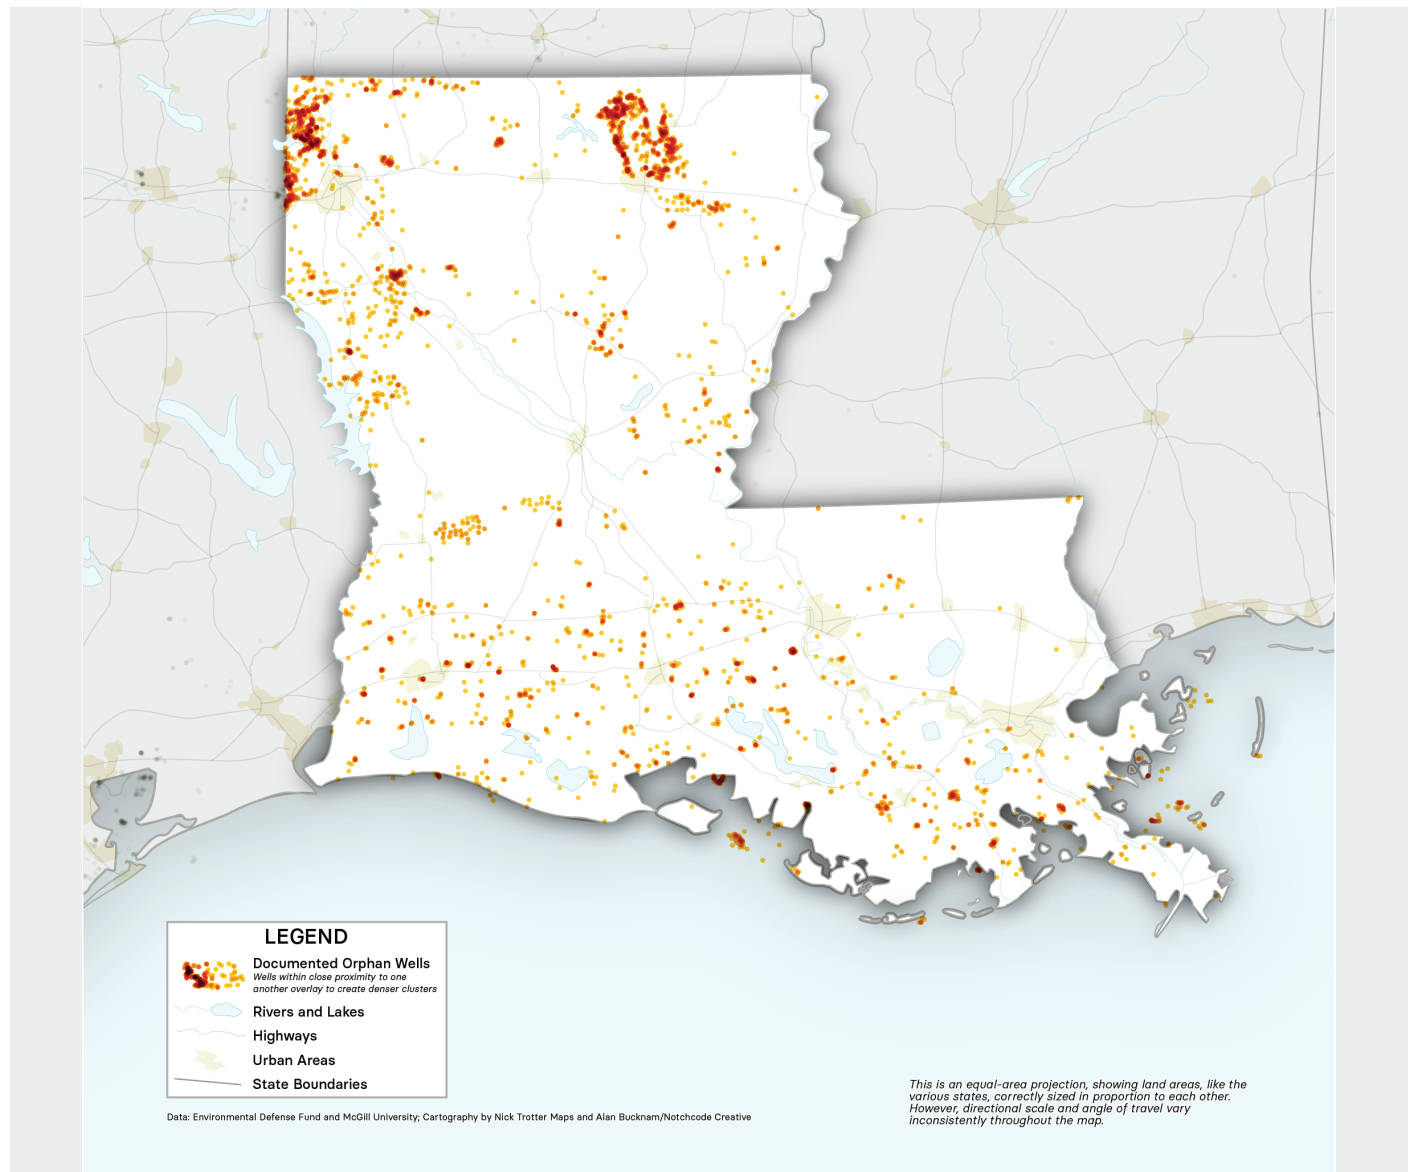 LEGEND
Documented Orphan Wells
Wells within close proximity to one
another overlay to create denser clusters
Rivers and Lakes
Highways
Urban Areas
State Boundaries
Data: Environmental Defense Fund and McGill University; Cartography by Nick Trotter Maps and Alan Bucknam/Notchcode Creative
This is an equal-area projection, showing land areas, like the
various states, correctly sized in proportion to each other.
However, directional scale and angle of travel vary
inconsistently throughout the map.